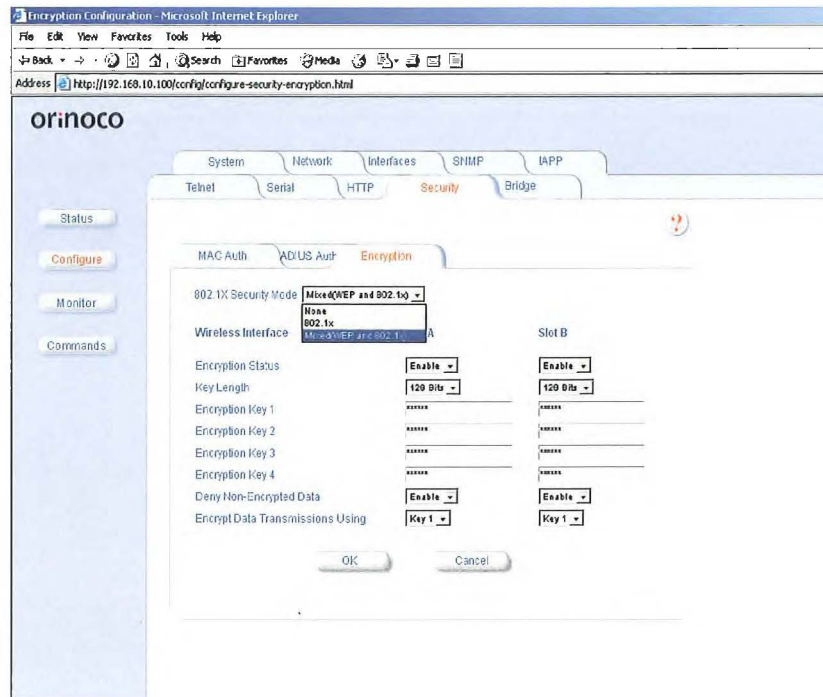 Encryption Configuration - Microsoft Internet Explorer
File Edit View Favorites Tools Help
Back Search Favorites Media
Address http://192.168.10.100/config/configure-security-encryption.html
orinoco
System Network Interfaces SNMP IAPP
Telnet Serial HTTP Security Bridge
Status
Configure
Monitor
Commands
?
MAC Auth ADIUS Auth Encryption
802.1X Security Mode Mixed(WEP and 802.1x)
None
802.1x
Mixed(WEP and 802.1x)
Wireless Interface A Slot B
Encryption Status Enable Enable
Key Length 128 Bits 128 Bits
Encryption Key 1 ****** ******
Encryption Key 2 ****** ******
Encryption Key 3 ****** ******
Encryption Key 4 ****** ******
Deny Non-Encrypted Data Enable Enable
Encrypt Data Transmissions Using Key 1 Key 1
OK Cancel